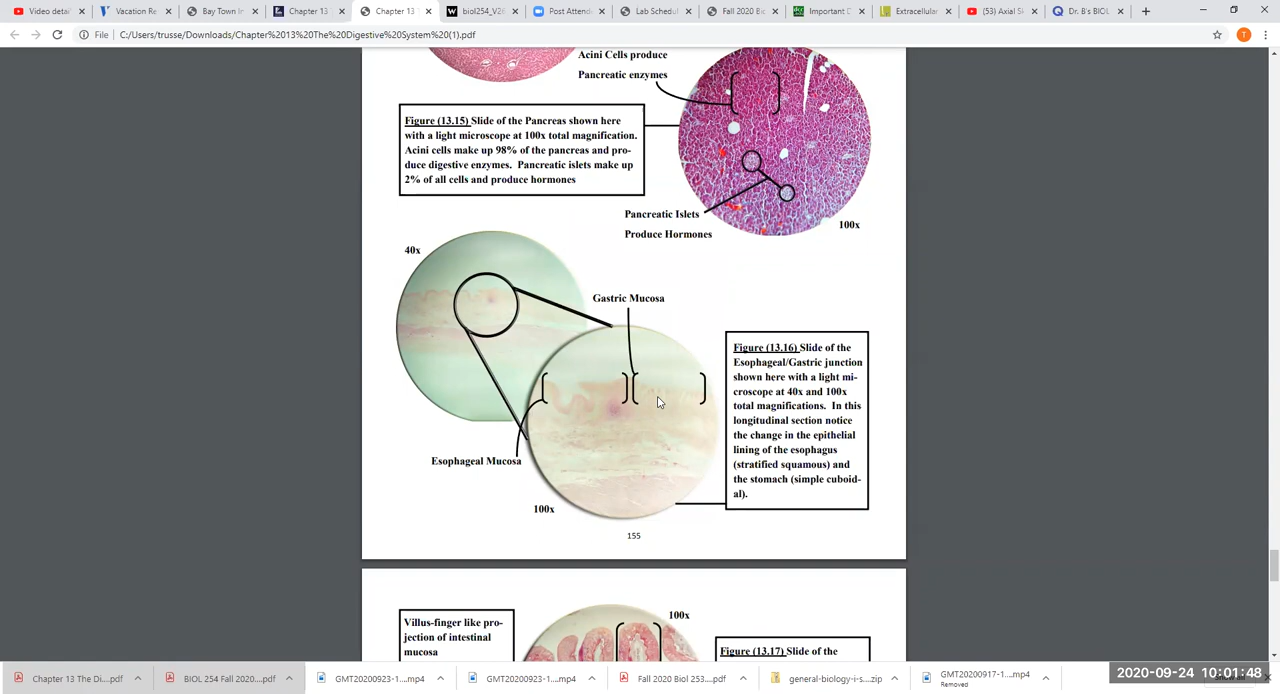 Video detai
Vacation Re
Bay Town In
Chapter 13
Chapter 13
biol254_V2
Post Attend
Lab Schedul
Fall 2020 Bio
Important D
Extracellular
(53) Axial Sk
Dr. B's BIOL
File
C:/Users/trusse/Downloads/Chapter%2013%20The%20Digestive%20System%20(1).pdf
T
Acini Cells produce
Pancreatic enzymes
Figure (13.15) Slide of the Pancreas shown here
with a light microscope at 100x total magnification.
Acini cells make up 98% of the pancreas and pro-
duce digestive enzymes. Pancreatic islets make up
2% of all cells and produce hormones
Pancreatic Islets
Produce Hormones
100x
40x
Gastric Mucosa
Figure (13.16) Slide of the
Esophageal/Gastric junction
shown here with a light mi-
croscope at 40x and 100x
total magnifications. In this
longitudinal section notice
the change in the epithelial
lining of the esophagus
(stratified squamous) and
the stomach (simple cuboid-
al).
Esophageal Mucosa
100x
155
100x
Villus-finger like pro-
jection of intestinal
mucosa
Figure (13.17) Slide of the
Chapter 13 The Di....pdf
BIOL 254 Fall 2020....pdf
GMT20200923-1....mp4
GMT20200923-1....mp4
Fall 2020 Biol 253....pdf
general-biology-i-s....zip
GMT20200917-1....mp4
Removed
2020-09-24 10:01:48